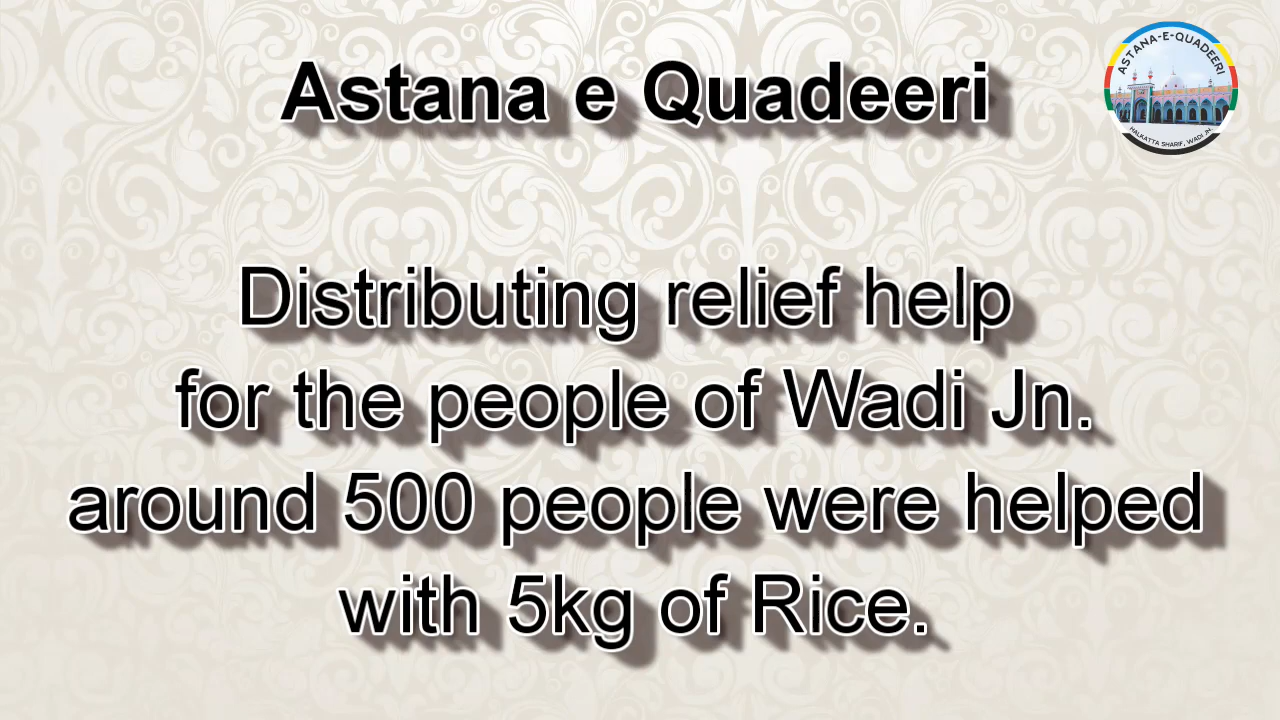 Astana e Quadeeri
ASTANA-E-QUADEERI
HALKATTA SHARIF, WADI JN.
Distributing relief help
for the people of Wadi Jn.
around 500 people were helped
with 5kg of Rice.